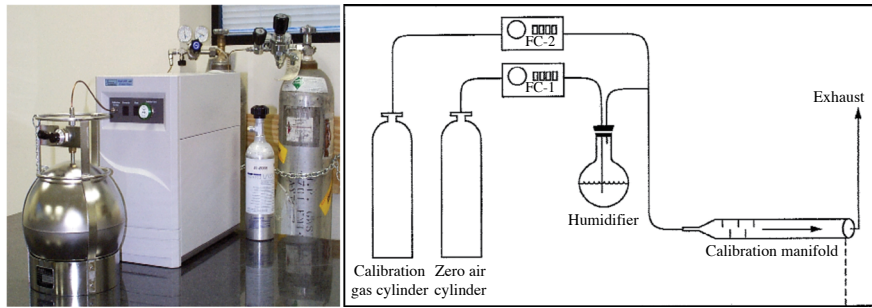 FC-2
FC-1
Exhaust
Humidifier
Calibration manifold
Calibration
gas cylinder
Zero air
cylinder